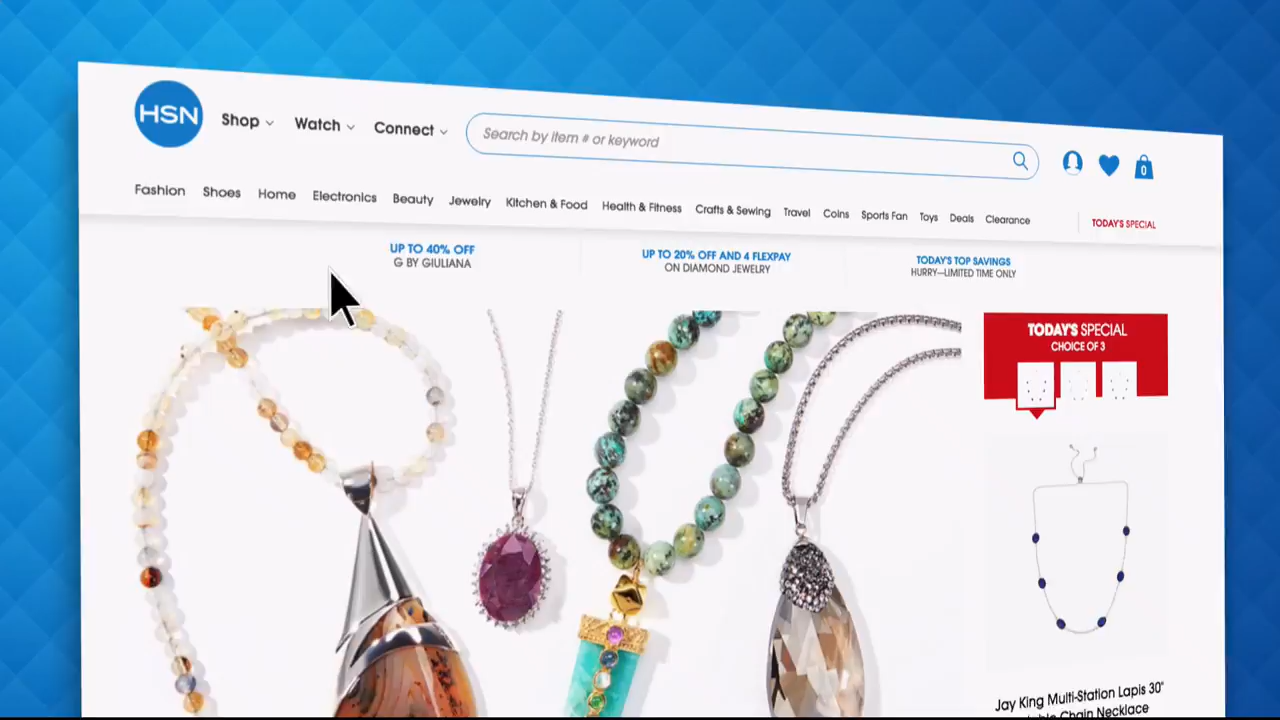 HSN
Shop
Watch
Connect
Search by item # or keyword
0
Fashion Shoes Home Electronics Beauty Jewelry Kitchen & Food Health & Fitness Crafts & Sewing Travel Coins Sports Fan Toys Deals Clearance
TODAY'S SPECIAL
UP TO 40% OFF
G BY GIULIANA
UP TO 20% OFF AND 4 FLEXPAY
ON DIAMOND JEWELRY
TODAY'S TOP SAVINGS
HURRY—LIMITED TIME ONLY
TODAY'S SPECIAL
CHOICE OF 3
Jay King Multi-Station Lapis 30"
Chain Necklace